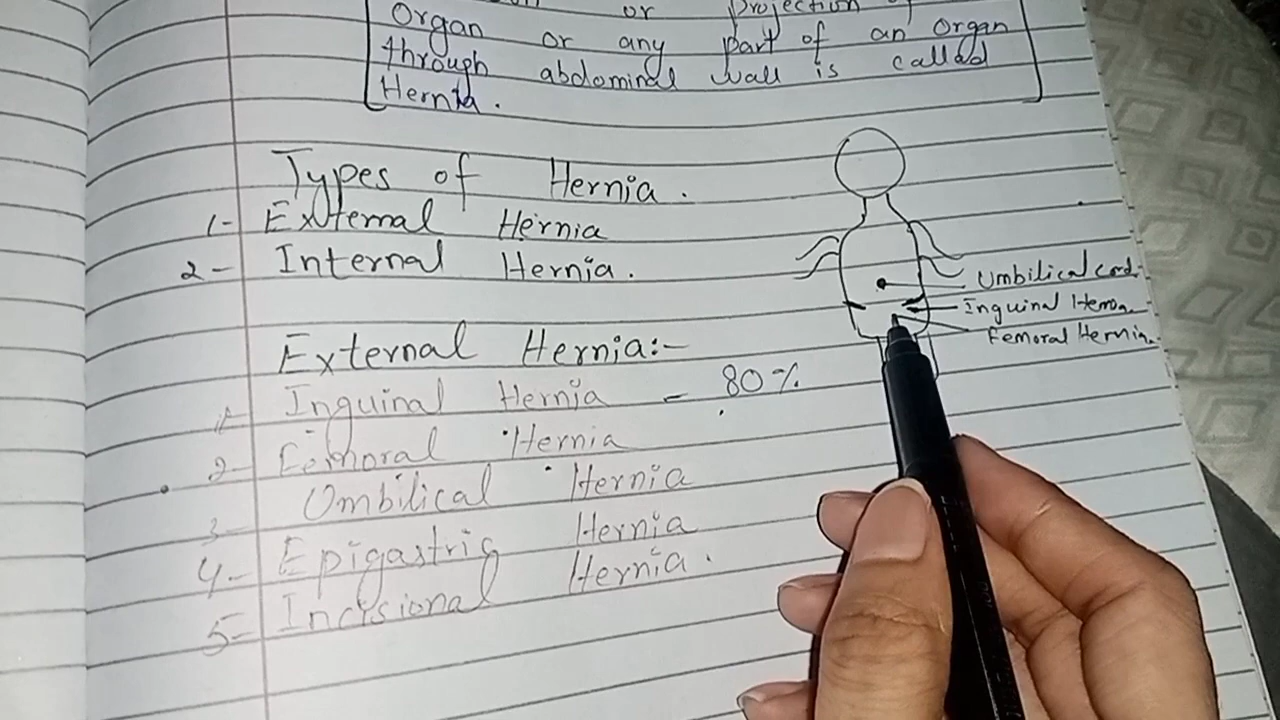 or projection
Organ or any part of an organ
through abdominal wall is called
Hernia.
Types of Hernia.
1- External Hernia
2- Internal Hernia.
Umbilical cord.
Inguinal Hernia.
Femoral Hernia.
External Hernia:-
1- Inguinal Hernia - 80%
2- Femoral Hernia
3- Umbilical Hernia
4- Epigastric Hernia
5- Incisional Hernia.